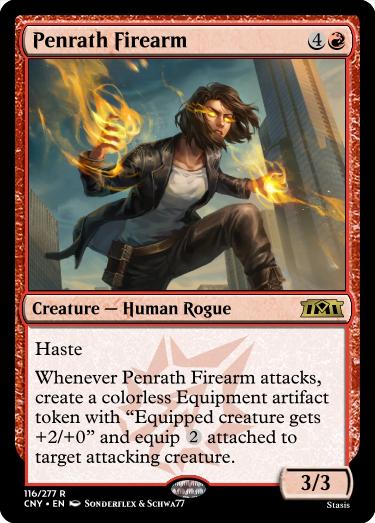 Penrath Firearm 4
Creature — Human Rogue
Haste
Whenever Penrath Firearm attacks,
create a colorless Equipment artifact
token with “Equipped creature gets
+2/+0” and equip 2 attached to
target attacking creature.
3/3
116/277 R
CNY • EN Sonderflex & Schwa77
Stasis